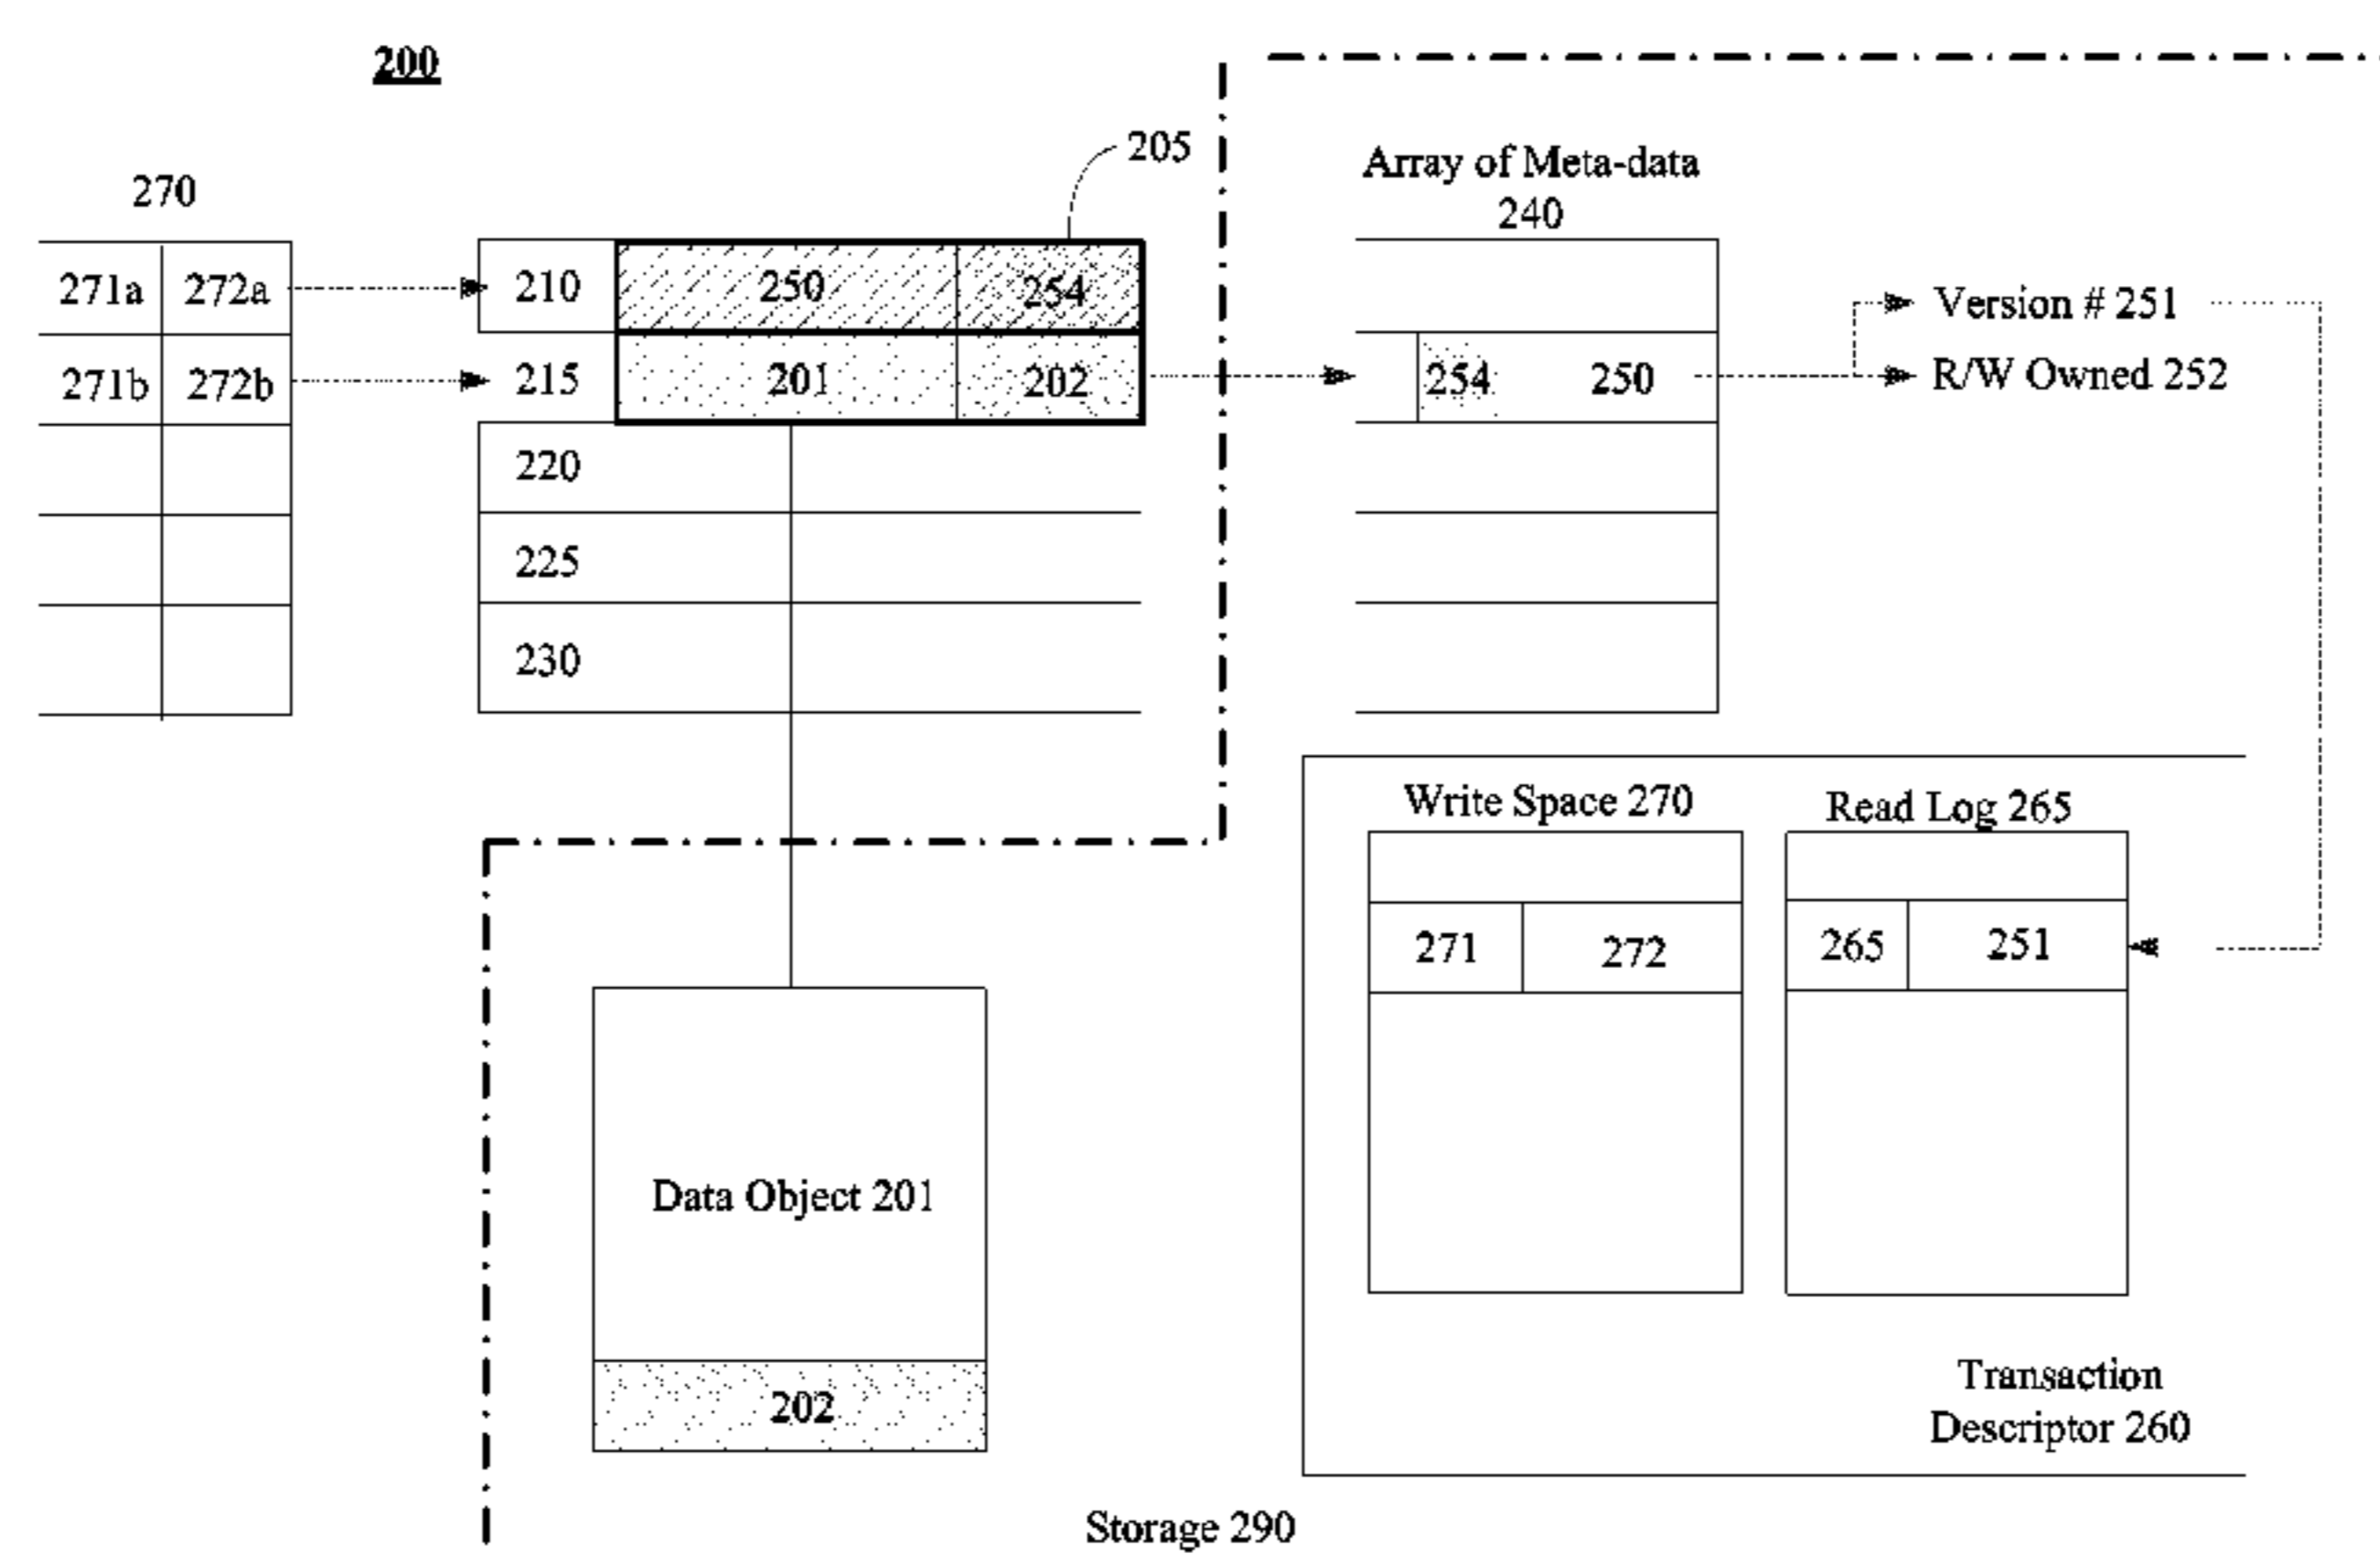 200
205
270
271a 272a
271b 272b
210 250 254
215 201 202
220
225
230
Array of Meta-data
240
254 250
Version # 251
R/W Owned 252
Write Space 270
271 272
Read Log 265
265 251
Transaction
Descriptor 260
Data Object 201
202
Storage 290